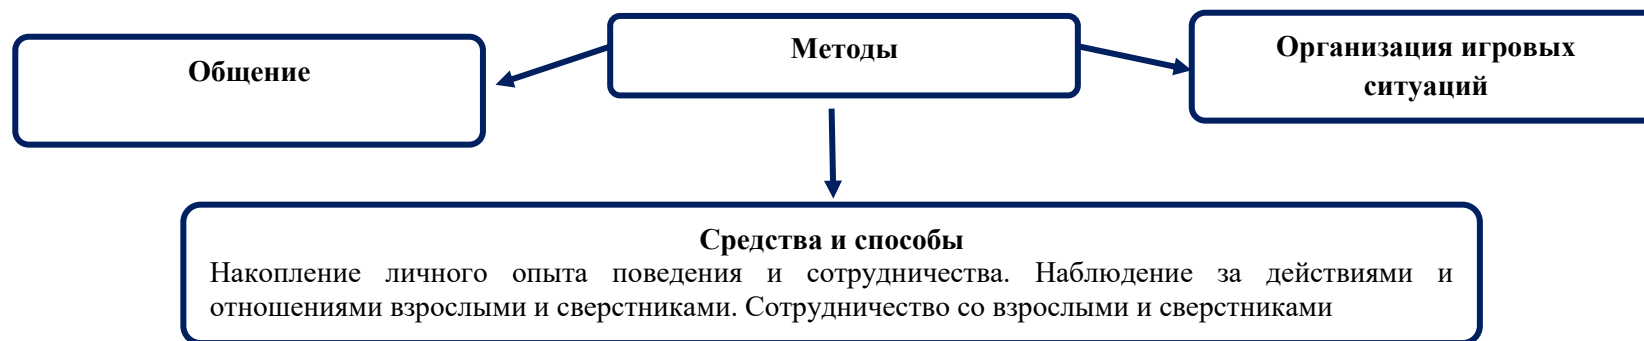 Общение
Методы
Организация игровых
ситуаций
Средства и способы
Накопление личного опыта поведения и сотрудничества. Наблюдение за действиями и
отношениями взрослыми и сверстниками. Сотрудничество со взрослыми и сверстниками